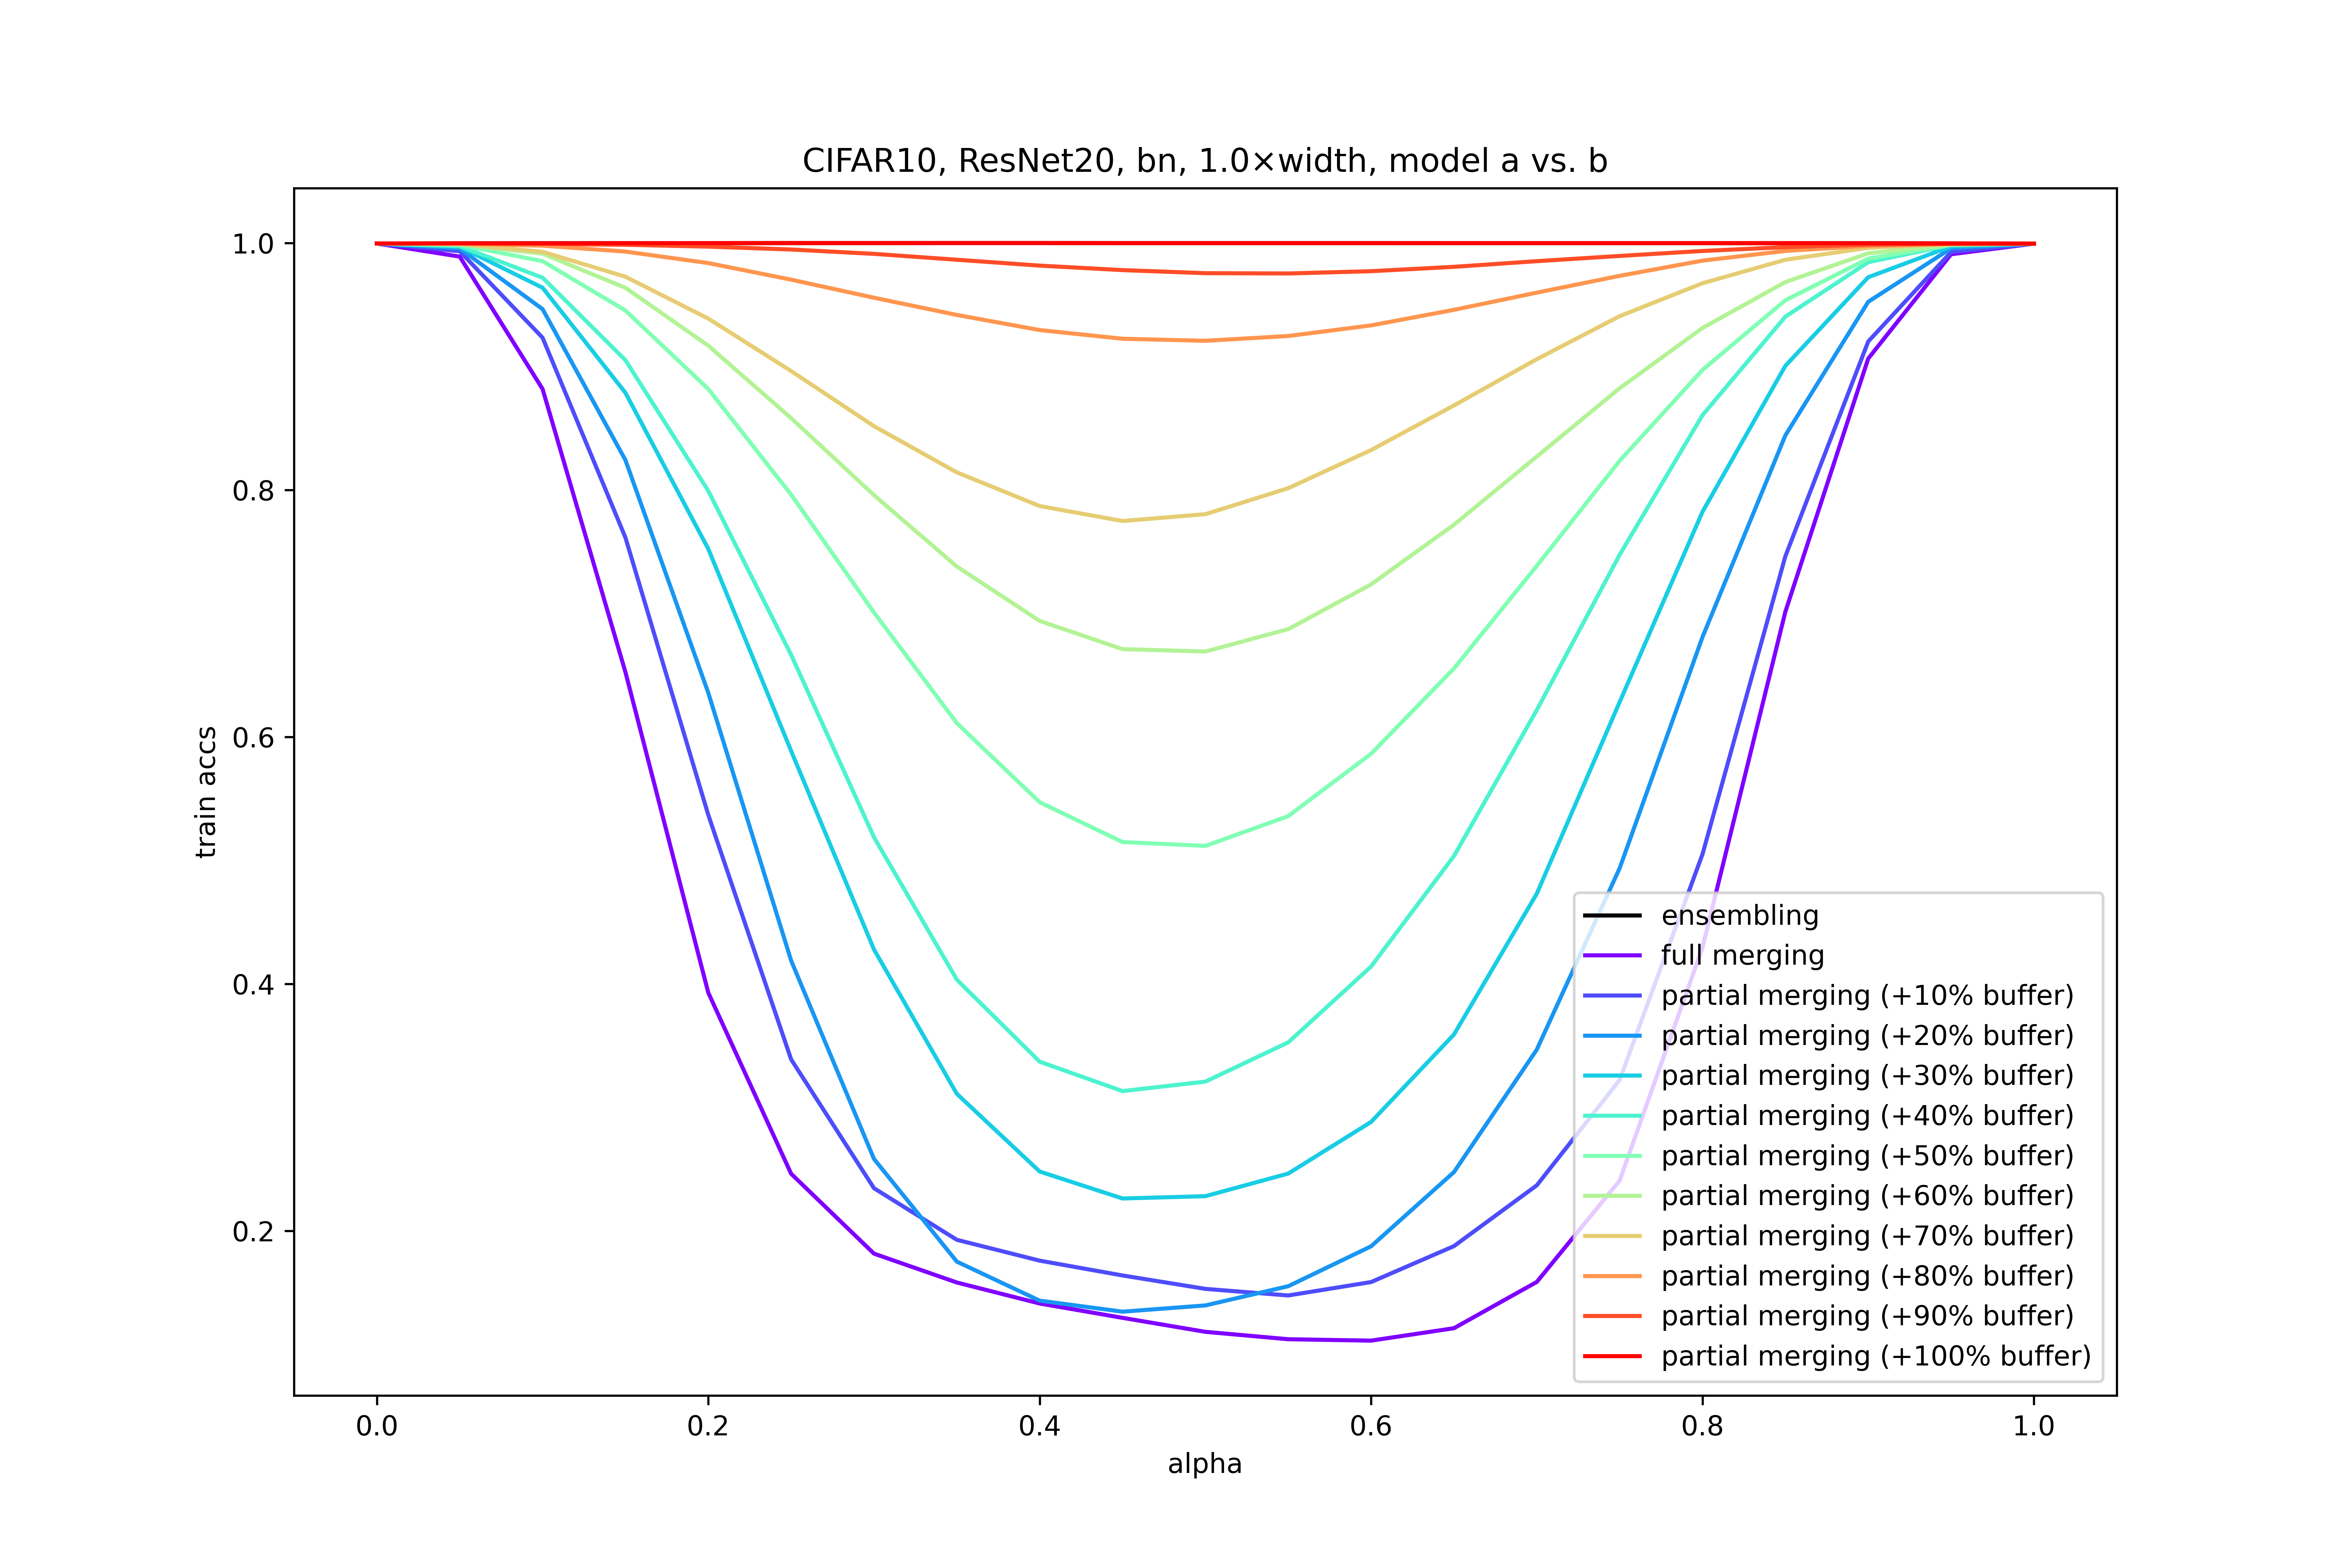 CIFAR10, ResNet20, bn, 1.0×width, model a vs. b
1.0
0.8
0.6
0.4
0.2
train accs
ensembling
full merging
partial merging (+10% buffer)
partial merging (+20% buffer)
partial merging (+30% buffer)
partial merging (+40% buffer)
partial merging (+50% buffer)
partial merging (+60% buffer)
partial merging (+70% buffer)
partial merging (+80% buffer)
partial merging (+90% buffer)
partial merging (+100% buffer)
0.0 0.2 0.4 0.6 0.8 1.0
alpha